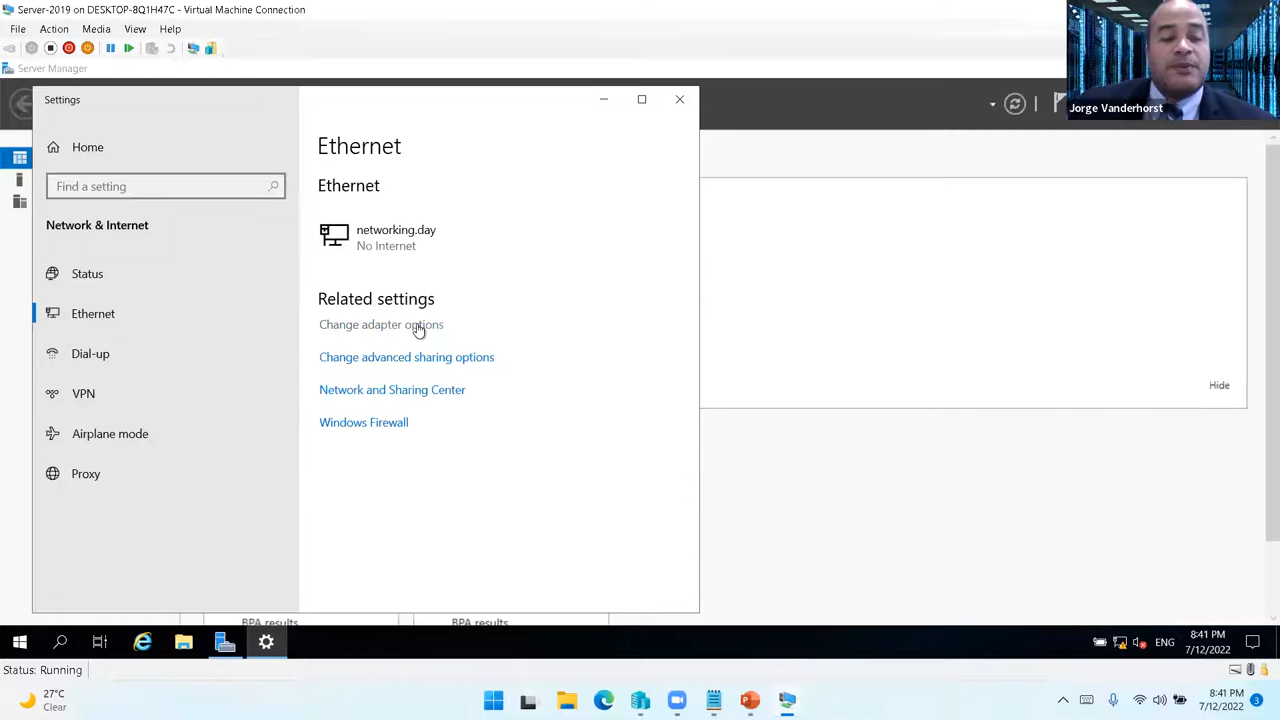 Server-2019 on DESKTOP-8Q1H47C - Virtual Machine Connection
File Action Media View Help
Server Manager
Jorge Vanderhorst
Settings
Home
Find a setting
Network & Internet
Status
Ethernet
Dial-up
VPN
Airplane mode
Proxy
Ethernet
Ethernet
networking.day
No Internet
Related settings
Change adapter options
Change advanced sharing options
Network and Sharing Center
Windows Firewall
Hide
BPA results BPA results
ENG
8:41 PM
7/12/2022
Status: Running
27°C
Clear
8:41 PM
7/12/2022
3